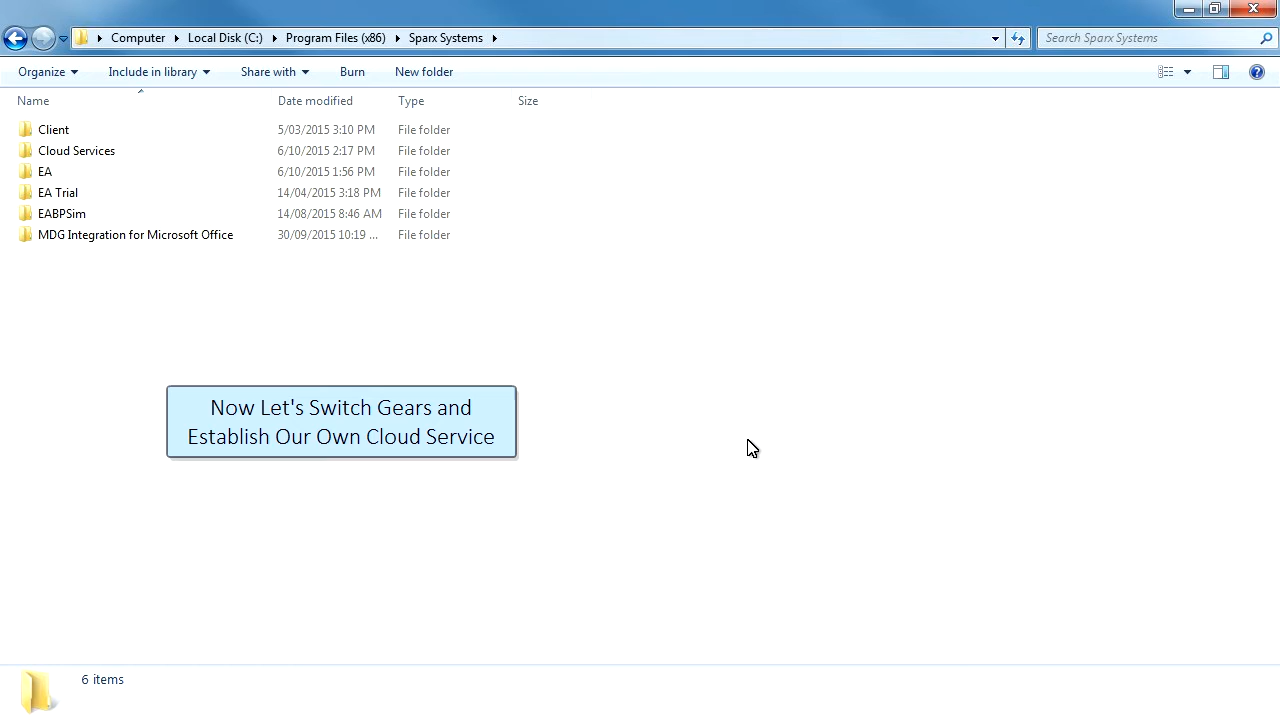 Computer Local Disk (C:) Program Files (x86) Sparx Systems Search Sparx Systems
Organize Include in library Share with Burn New folder
Name Date modified Type Size
Client 5/03/2015 3:10 PM File folder
Cloud Services 6/10/2015 2:17 PM File folder
EA 6/10/2015 1:56 PM File folder
EA Trial 14/04/2015 3:18 PM File folder
EABPSim 14/08/2015 8:46 AM File folder
MDG Integration for Microsoft Office 30/09/2015 10:19 ... File folder
Now Let's Switch Gears and
Establish Our Own Cloud Service
6 items